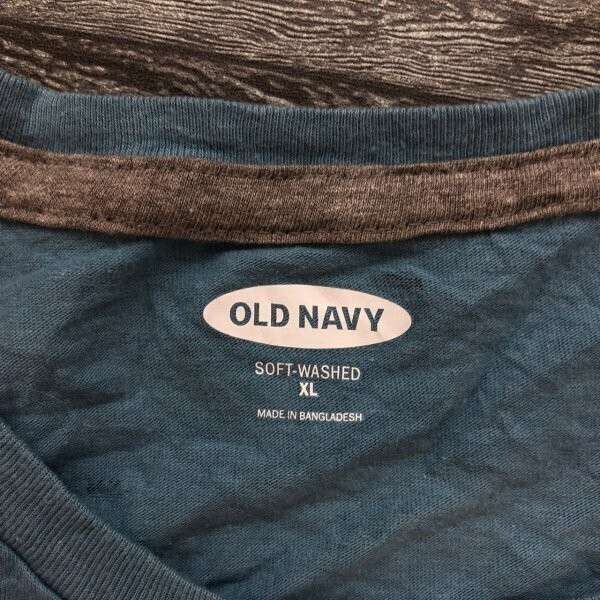 OLD NAVY
SOFT-WASHED
XL
MADE IN BANGLADESH